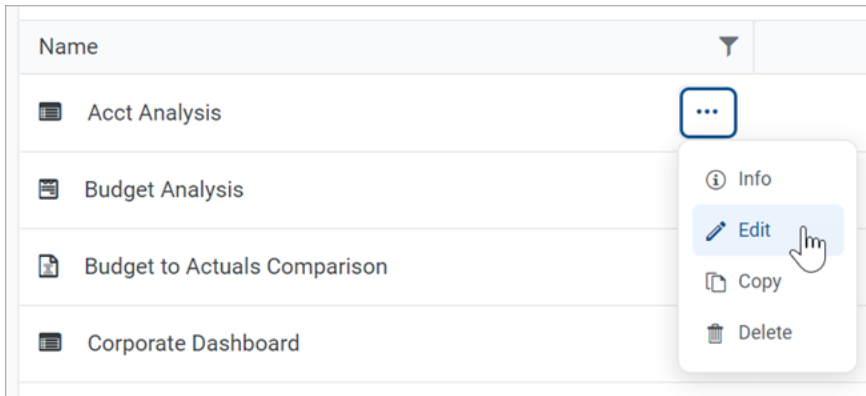 Name
Acct Analysis
Info
Budget Analysis
Edit
Budget to Actuals Comparison
Copy
Delete
Corporate Dashboard